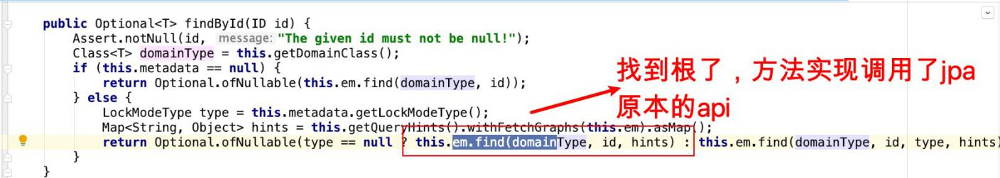 public Optional<T> findById(ID id) {
Assert.notNull(id, message: "The given id must not be null!");
Class<T> domainType = this.getDomainClass();
if (this.metadata == null) {
return Optional.ofNullable(this.em.find(domainType, id));
} else {
LockModeType type = this.metadata.getLockModeType();
Map<String, Object> hints = this.getQueryHints().withFetchGraphs(this.em).asMap();
return Optional.ofNullable(type == null ? this.em.find(domainType, id, hints) : this.em.find(domainType, id, type, hints)
}
}
找到根了，方法实现调用了jpa
原本的api